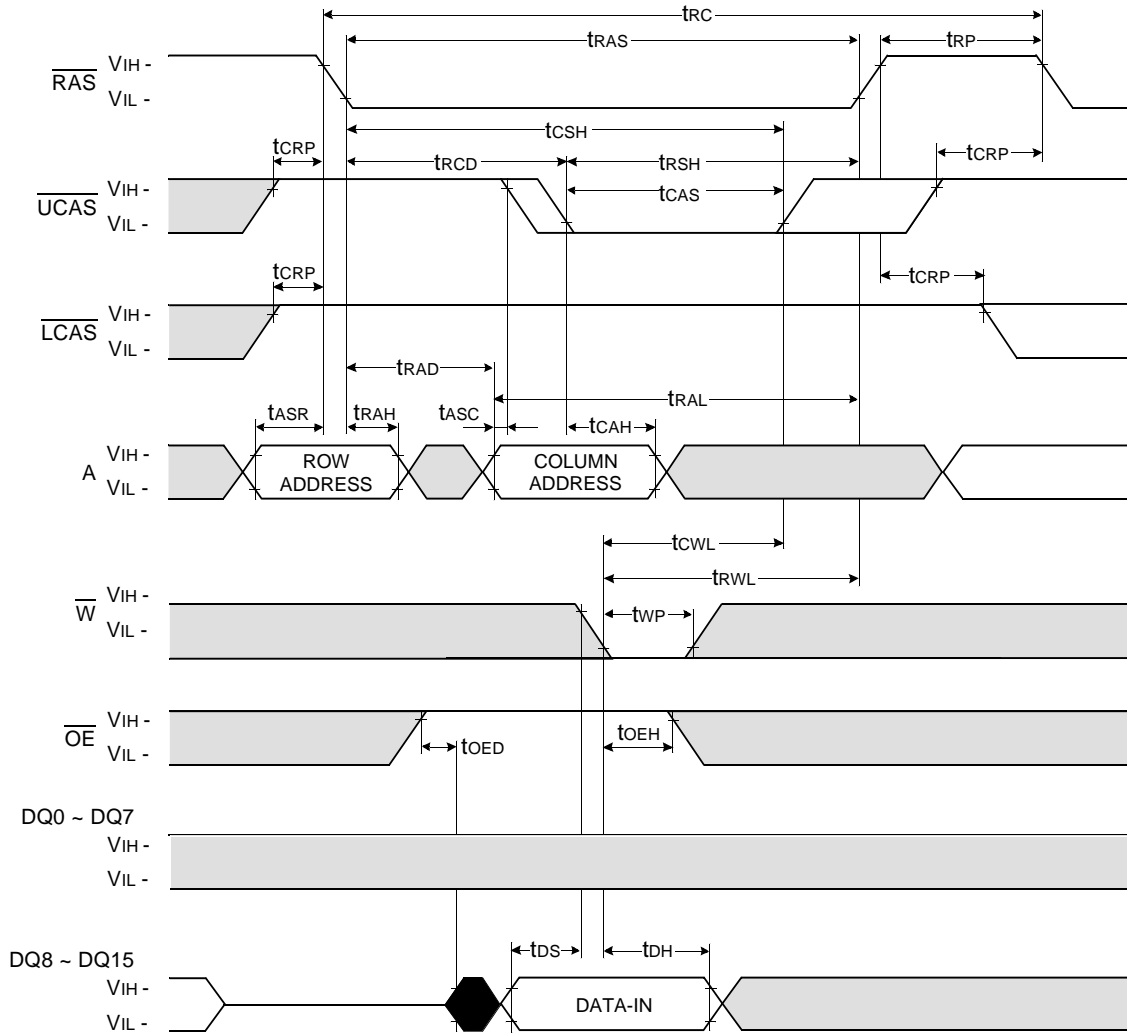 tRC
tRAS
tRP
RAS
VIH -
VIL -
tCSH
tCRP
tRCD
tRSH
tCRP
UCAS
VIH -
VIL -
tCAS
tCRP
tCRP
LCAS
VIH -
VIL -
tRAD
tRAL
tASR
tRAH
tASC
tCAH
A
VIH -
VIL -
ROW
ADDRESS
COLUMN
ADDRESS
tCWL
tRWL
W
VIH -
VIL -
tWP
OE
VIH -
VIL -
tOED
tOEH
DQ0 ~ DQ7
VIH -
VIL -
tDS
tDH
DQ8 ~ DQ15
VIH -
VIL -
DATA-IN